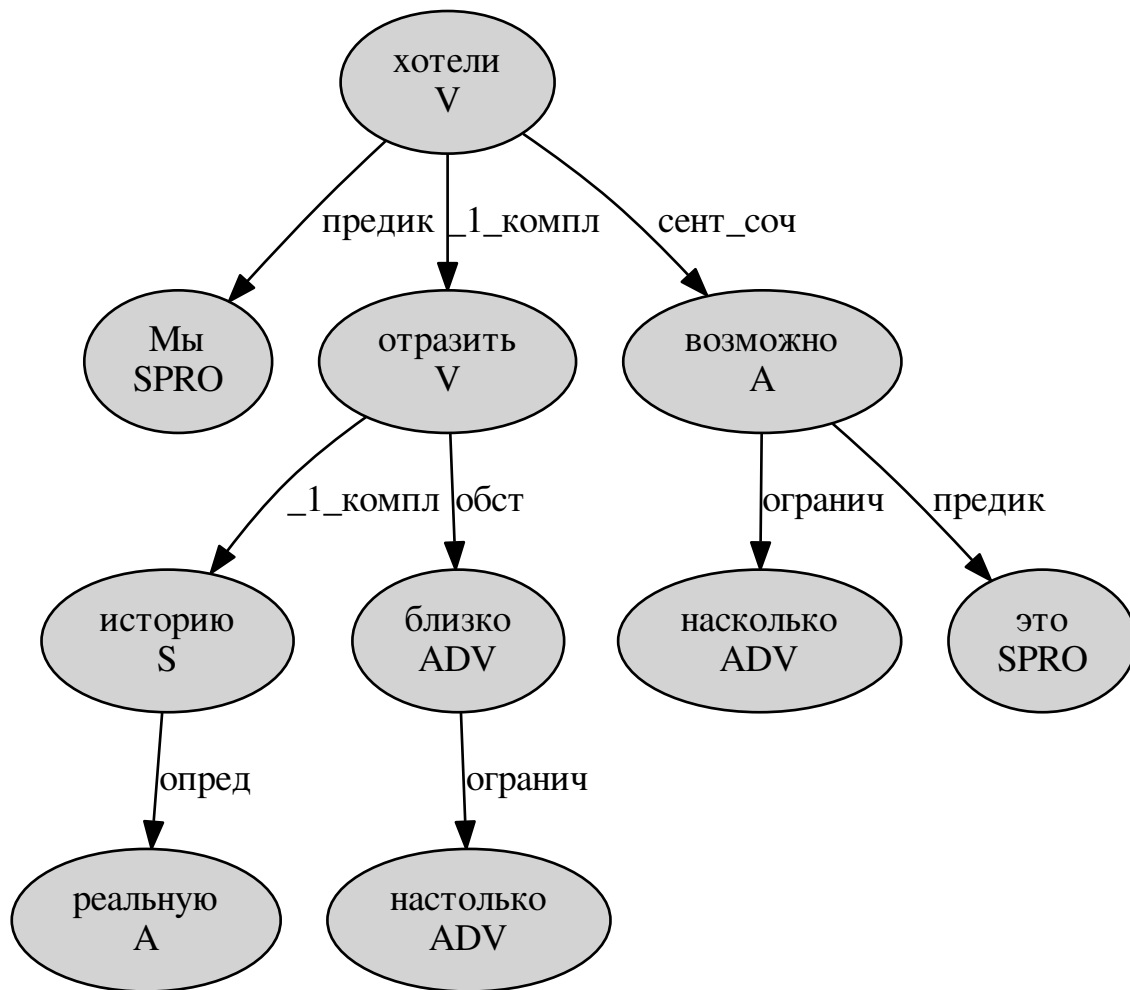 хотели
V
предик
_1_компл
сент_соч
Мы
SPRO
отразить
V
возможно
A
_1_компл
обст
огранич
предик
историю
S
близко
ADV
насколько
ADV
это
SPRO
опред
огранич
реальную
A
настолько
ADV